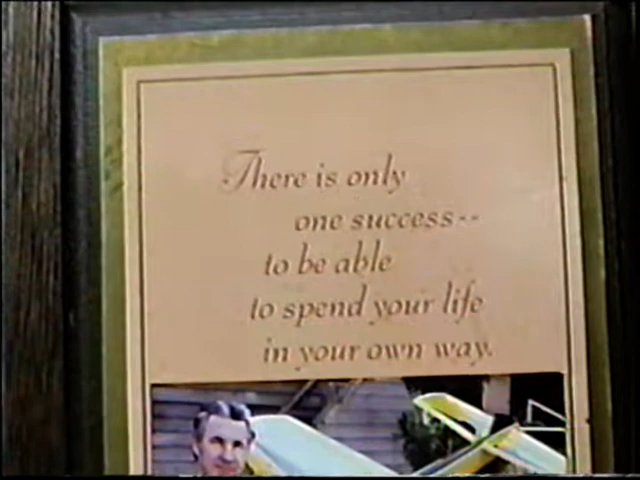 There is only
one success--
to be able
to spend your life
in your own way.